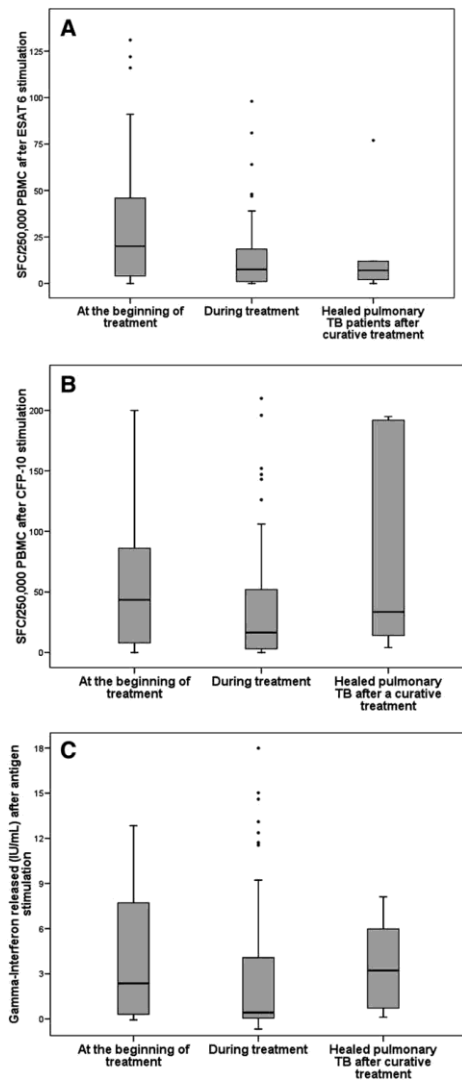 A
SFC/250,000 PBMC after ESAT 6 stimulation
125
100
75
50
25
0
At the beginning of
treatment
During treatment
Healed pulmonary
TB patients after
curative treatment
B
SFC/250,000 PBMC after CFP-10 stimulation
200
150
100
50
0
At the beginning of
treatment
During treatment
Healed pulmonary
TB after a curative
treatment
C
Gamma-Interferon released (IU/mL) after antigen
stimulation
18
15
12
9
6
3
0
At the beginning of
treatment
During treatment
Healed pulmonary
TB after curative
treatment